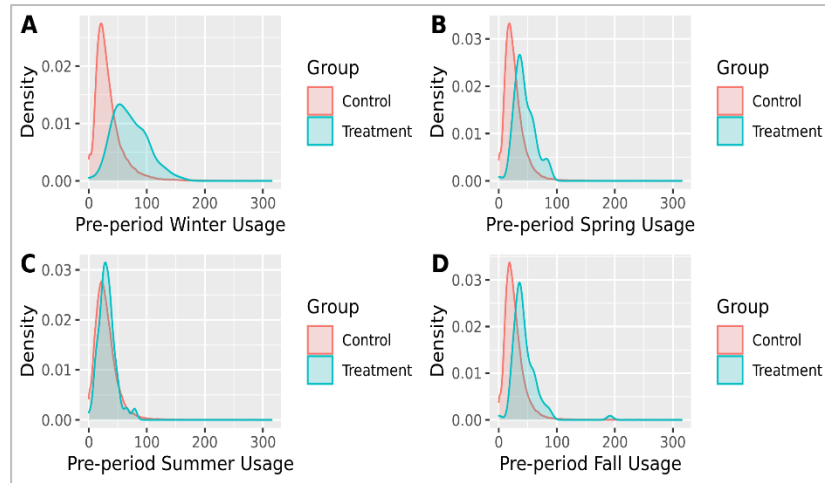 A
Density
0.02
0.01
0.00
0
100
200
300
Pre-period Winter Usage
Group
Control
Treatment
B
Density
0.03
0.02
0.01
0.00
0
100
200
300
Pre-period Spring Usage
Group
Control
Treatment
C
Density
0.03
0.02
0.01
0.00
0
100
200
300
Pre-period Summer Usage
Group
Control
Treatment
D
Density
0.03
0.02
0.01
0.00
0
100
200
300
Pre-period Fall Usage
Group
Control
Treatment